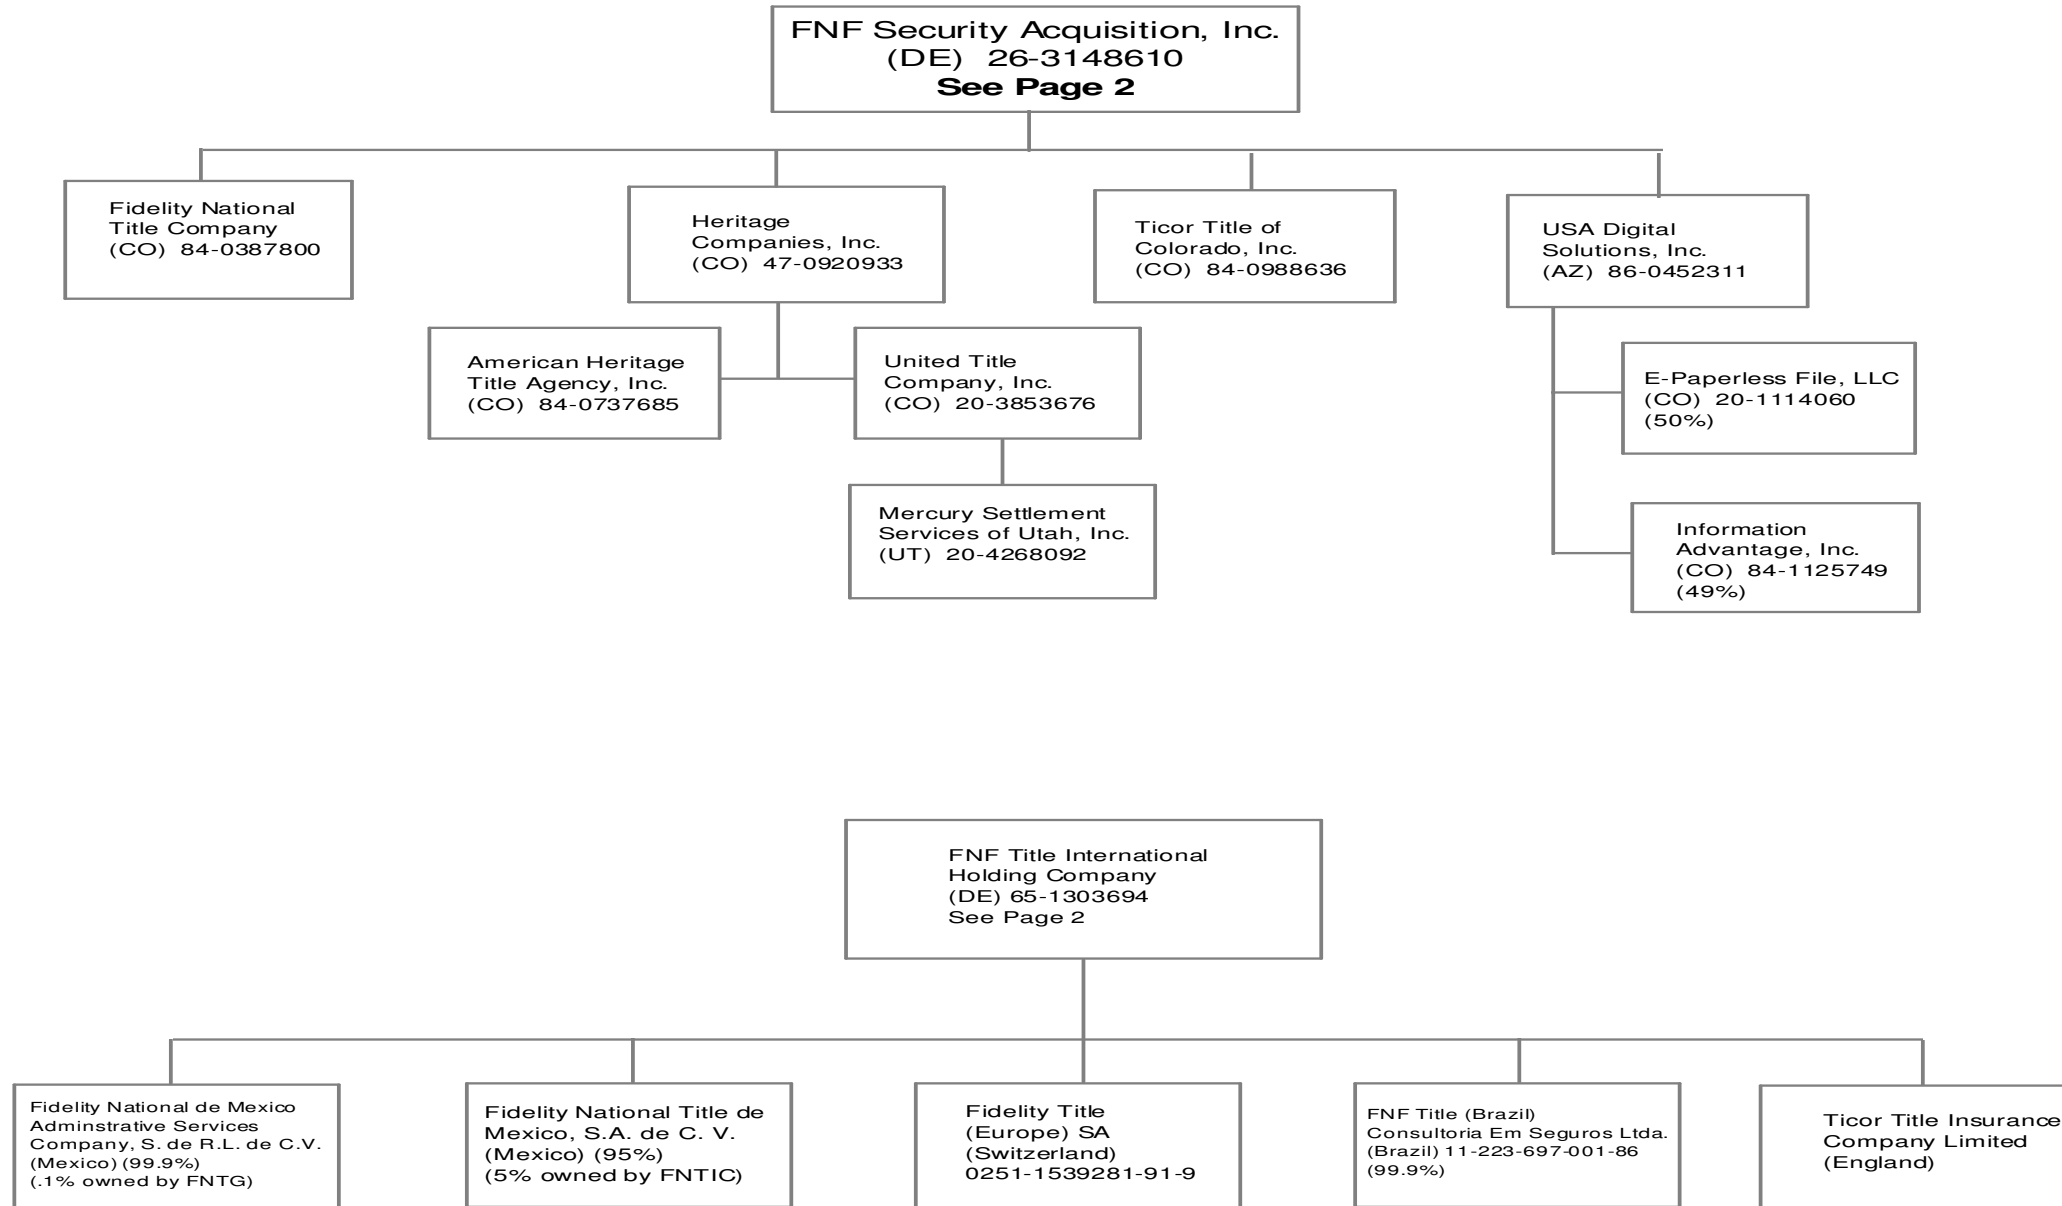 FNF Security Acquisition, Inc.
(DE) 26-3148610
See Page 2
Fidelity National
Title Company
(CO) 84-0387800
Heritage
Companies, Inc.
(CO) 47-0920933
Ticor Title of
Colorado, Inc.
(CO) 84-0988636
USA Digital
Solutions, Inc.
(AZ) 86-0452311
American Heritage
Title Agency, Inc.
(CO) 84-0737685
United Title
Company, Inc.
(CO) 20-3853676
E-Paperless File, LLC
(CO) 20-1114060
(50%)
Mercury Settlement
Services of Utah, Inc.
(UT) 20-4268092
Information
Advantage, Inc.
(CO) 84-1125749
(49%)
FNF Title International
Holding Company
(DE) 65-1303694
See Page 2
Fidelity National de Mexico
Adminstrative Services
Company, S. de R.L. de C.V.
(Mexico) (99.9%)
(.1% owned by FNTG)
Fidelity National Title de
Mexico, S.A. de C. V.
(Mexico) (95%)
(5% owned by FNTIC)
Fidelity Title
(Europe) SA
(Switzerland)
0251-1539281-91-9
FNF Title (Brazil)
Consultoria Em Seguros Ltda.
(Brazil) 11-223-697-001-86
(99.9%)
Ticor Title Insurance
Company Limited
(England)